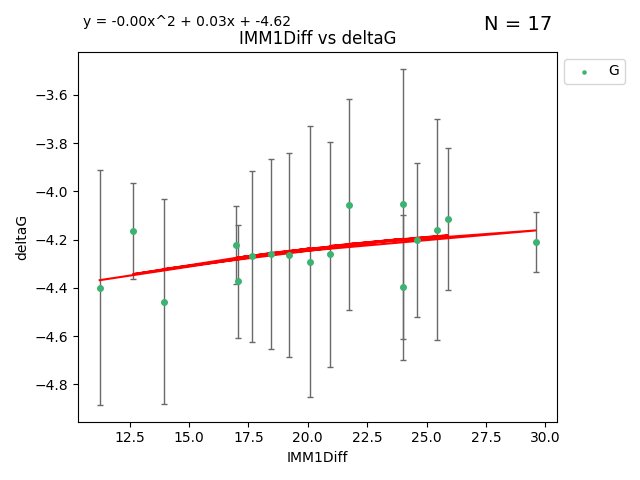 y = -0.00x^2 + 0.03x + -4.62
N = 17
IMM1Diff vs deltaG
G
deltaG
−3.6
−3.8
−4.0
−4.2
−4.4
−4.6
−4.8
12.5 15.0 17.5 20.0 22.5 25.0 27.5 30.0
IMM1Diff